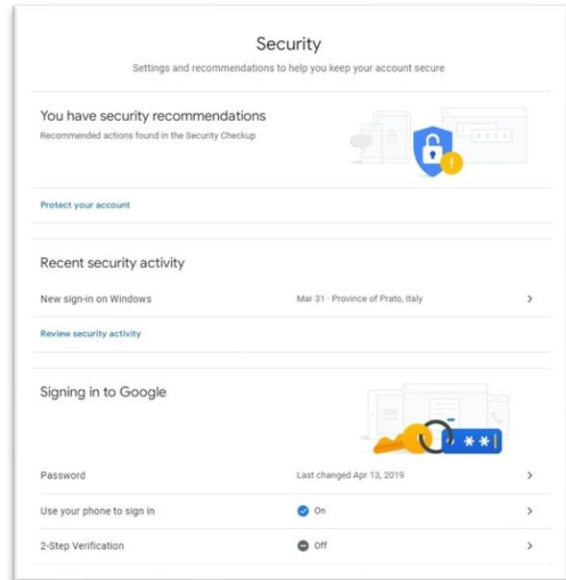 Security
Settings and recommendations to help you keep your account secure
You have security recommendations
Recommended actions found in the Security Checkup
Protect your account
Recent security activity
New sign-in on Windows Mar 31 · Province of Prato, Italy
Review security activity
Signing in to Google
Password Last changed Apr 13, 2019
Use your phone to sign in On
2-Step Verification Off